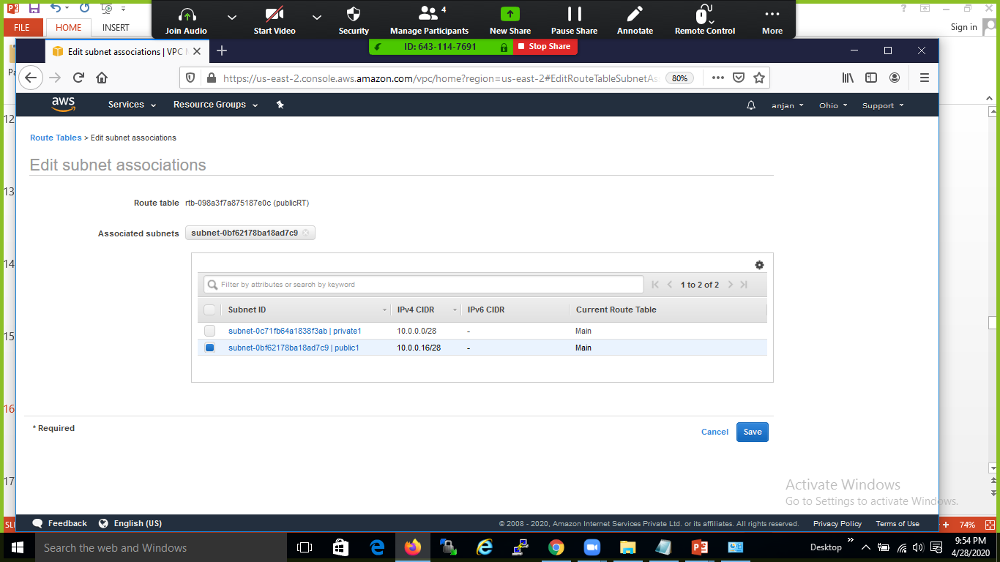 Join Audio
Start Video
Security
4
Manage Participants
New Share
Pause Share
Annotate
Remote Control
More
FILE
HOME
INSERT
Sign in
ID: 643-114-7691
Stop Share
Edit subnet associations | VPC
https://us-east-2.console.aws.amazon.com/vpc/home?region=us-east-2#EditRouteTableSubnetAs
80%
aws
Services
Resource Groups
anjan
Ohio
Support
Route Tables > Edit subnet associations
Edit subnet associations
Route table rtb-098a3f7a875187e0c (publicRT)
Associated subnets subnet-0bf62178ba18ad7c9
Filter by attributes or search by keyword
1 to 2 of 2
Subnet ID IPv4 CIDR IPv6 CIDR Current Route Table
subnet-0c71fb64a1838f3ab | private1 10.0.0.0/28 - Main
subnet-0bf62178ba18ad7c9 | public1 10.0.0.16/28 - Main
* Required
Cancel
Save
12
13
14
15
16
17
Activate Windows
Go to Settings to activate Windows.
Feedback
English (US)
© 2008 - 2020, Amazon Internet Services Private Ltd. or its affiliates. All rights reserved.
Privacy Policy
Terms of Use
74%
Search the web and Windows
Desktop
9:54 PM
4/28/2020